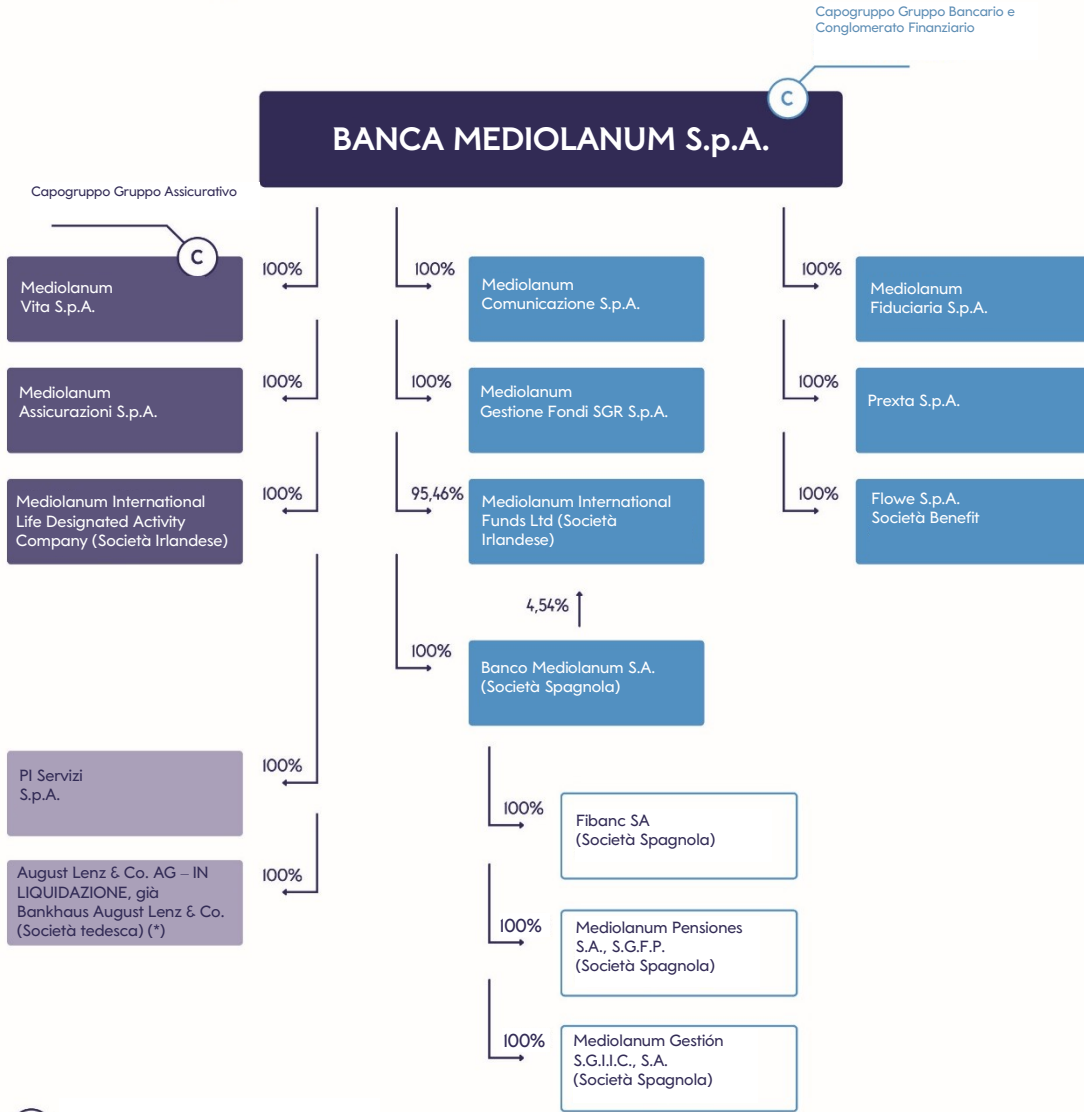 Capogruppo Gruppo Bancario e
Conglomerato Finanziario
C
BANCA MEDIOLANUM S.p.A.
Capogruppo Gruppo Assicurativo
C
100%
Mediolanum
Vita S.p.A.
100%
Mediolanum
Comunicazione S.p.A.
100%
Mediolanum
Fiduciaria S.p.A.
100%
Mediolanum
Assicurazioni S.p.A.
100%
Mediolanum
Gestione Fondi SGR S.p.A.
100%
Prexta S.p.A.
100%
Mediolanum International
Life Designated Activity
Company (Società Irlandese)
95,46%
Mediolanum International
Funds Ltd (Società
Irlandese)
100%
Flowe S.p.A.
Società Benefit
4,54%
100%
Banco Mediolanum S.A.
(Società Spagnola)
100%
PI Servizi
S.p.A.
100%
Fibanc SA
(Società Spagnola)
100%
August Lenz & Co. AG – IN
LIQUIDAZIONE, già
Bankhaus August Lenz & Co.
(Società tedesca) (*)
100%
Mediolanum Pensiones
S.A., S.G.F.P.
(Società Spagnola)
100%
Mediolanum Gestión
S.G.I.I.C., S.A.
(Società Spagnola)